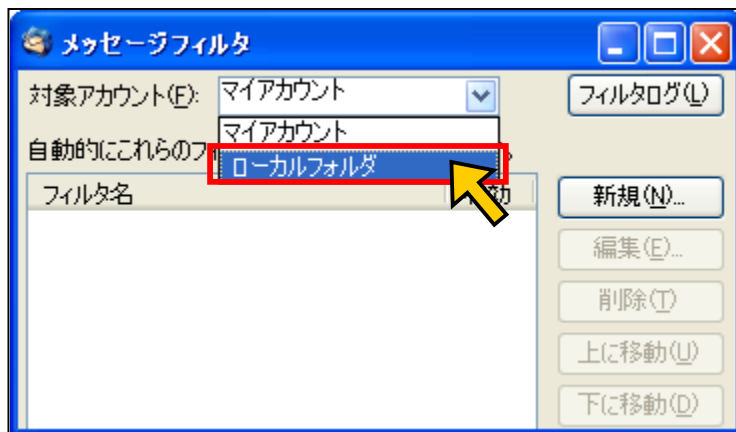 メッセージフィルタ
対象アカウント(F): マイアカウント フィルタログ(L)
マイアカウント
自動的にこれらのフ 。
ローカルフォルダ
フィルタ名 効
新規(N)...
編集(E)...
削除(T)
上に移動(U)
下に移動(D)